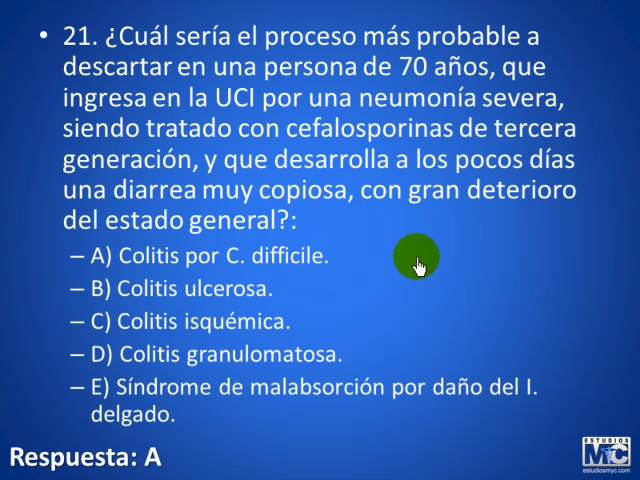 • 21. ¿Cuál sería el proceso más probable a
descartar en una persona de 70 años, que
ingresa en la UCI por una neumonía severa,
siendo tratado con cefalosporinas de tercera
generación, y que desarrolla a los pocos días
una diarrea muy copiosa, con gran deterioro
del estado general?:
– A) Colitis por C. difficile.
– B) Colitis ulcerosa.
– C) Colitis isquémica.
– D) Colitis granulomatosa.
– E) Síndrome de malabsorción por daño del I.
delgado.
Respuesta: A
ESTUDIOS
MyC
estudiosmyc.com